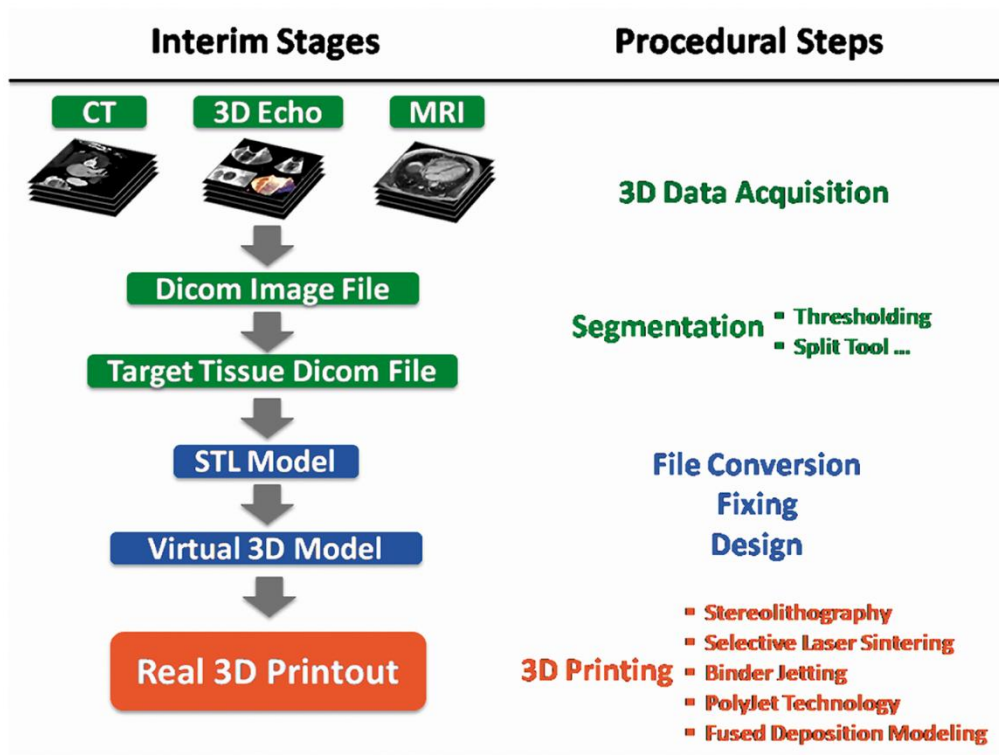 Interim Stages
Procedural Steps
CT
3D Echo
MRI
3D Data Acquisition
Dicom Image File
Segmentation
▪ Thresholding
▪ Split Tool ...
Target Tissue Dicom File
STL Model
File Conversion
Fixing
Design
Virtual 3D Model
Real 3D Printout
3D Printing
▪ Stereolithography
▪ Selective Laser Sintering
▪ Binder Jetting
▪ PolyJet Technology
▪ Fused Deposition Modeling